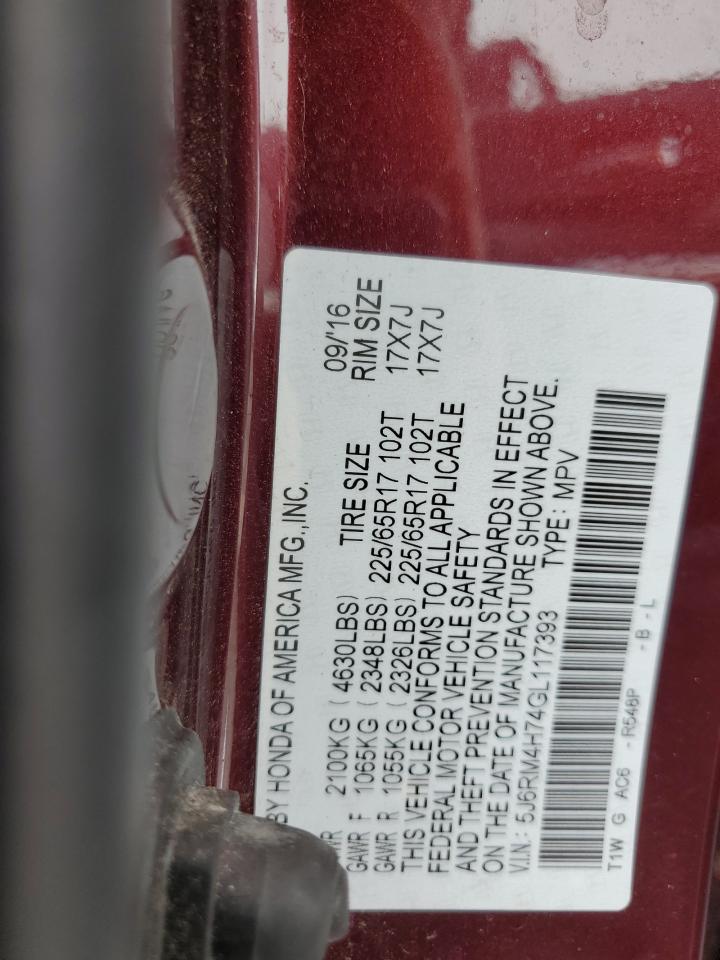 BY HONDA OF AMERICA MFG., INC. 09/'16
2100KG ( 4630LBS) TIRE SIZE RIM SIZE
GAWR F 1065KG ( 2348LBS) 225/65R17 102T 17X7J
GAWR R 1055KG ( 2326LBS) 225/65R17 102T 17X7J
THIS VEHICLE CONFORMS TO ALL APPLICABLE
FEDERAL MOTOR VEHICLE SAFETY
AND THEFT PREVENTION STANDARDS IN EFFECT
ON THE DATE OF MANUFACTURE SHOWN ABOVE.
V.I.N.: 5J6RM4H74GL117393 TYPE: MPV
T1W G AC6 -R548P -B-L